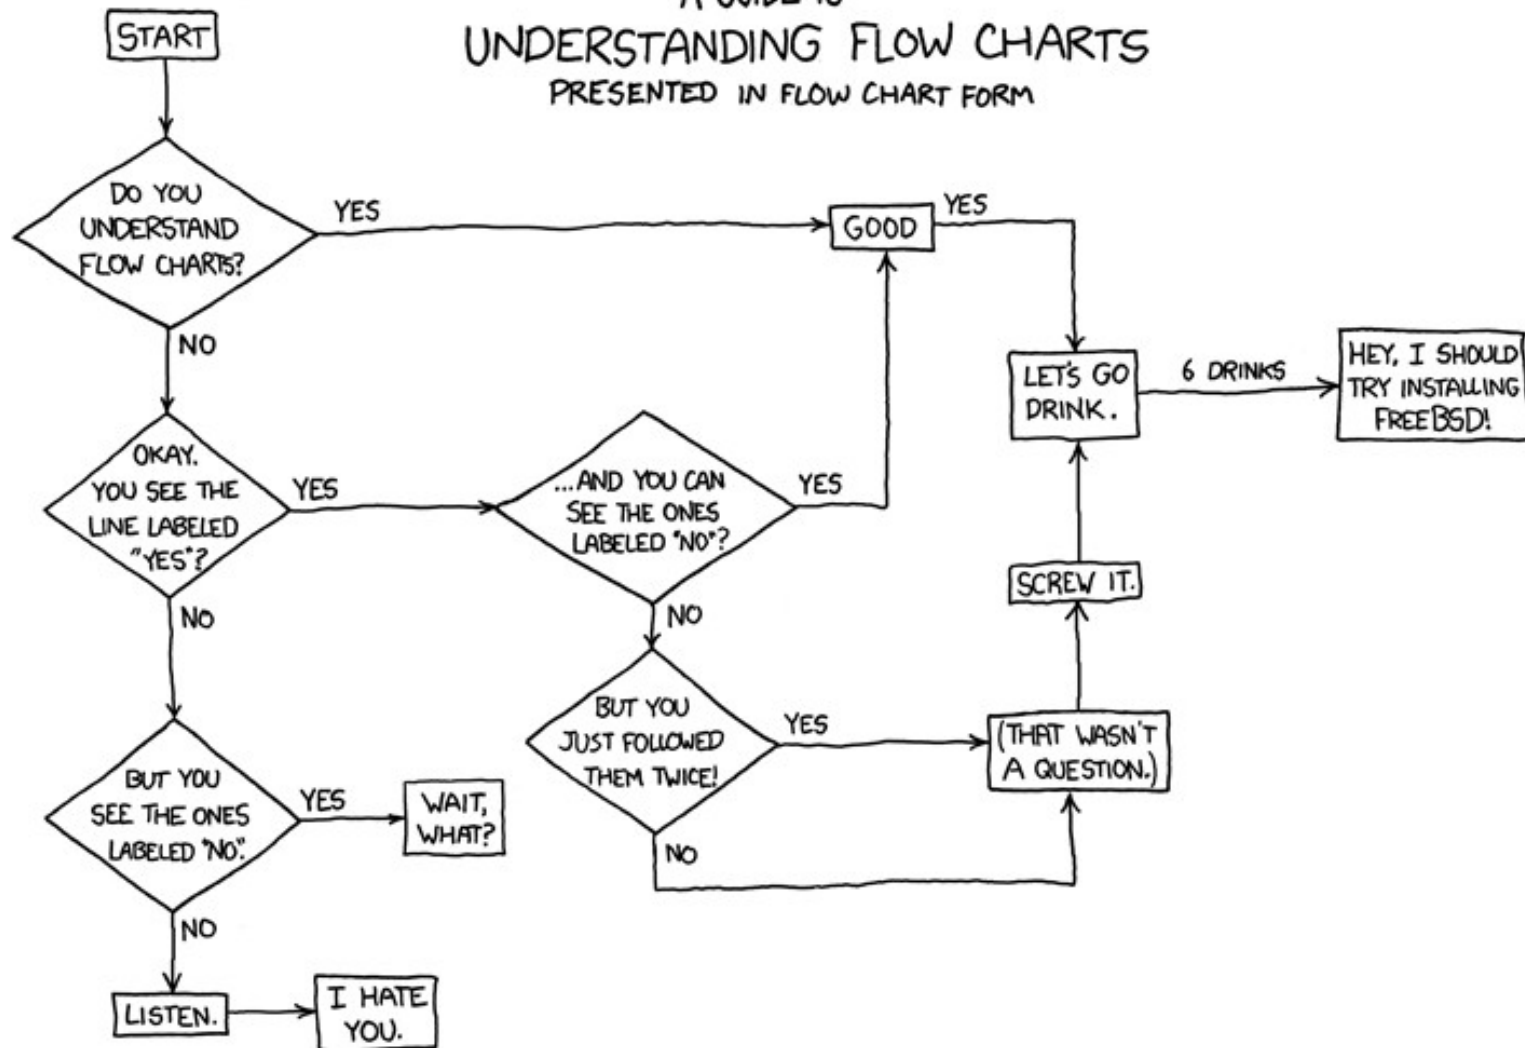 A GUIDE TO
UNDERSTANDING FLOW CHARTS
PRESENTED IN FLOW CHART FORM
START
DO YOU
UNDERSTAND
FLOW CHARTS?
YES
GOOD
YES
NO
LET'S GO
DRINK.
6 DRINKS
HEY, I SHOULD
TRY INSTALLING
FREEBSD!
OKAY.
YOU SEE THE
LINE LABELED
"YES"?
YES
...AND YOU CAN
SEE THE ONES
LABELED "NO"?
YES
NO
NO
SCREW IT.
BUT YOU
JUST FOLLOWED
THEM TWICE!
YES
(THAT WASN'T
A QUESTION.)
NO
BUT YOU
SEE THE ONES
LABELED "NO".
YES
WAIT,
WHAT?
NO
LISTEN.
I HATE
YOU.